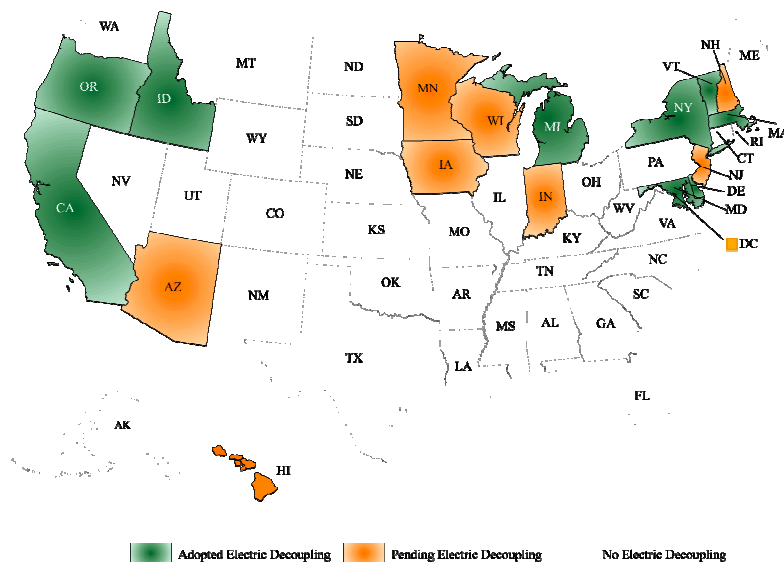 WA
MT
ND
MN
NH
ME
VT
OR
ID
SD
WI
MI
NY
MA
WY
RI
CT
IA
PA
NJ
NE
NV
UT
IL
IN
OH
DE
MD
CA
CO
WV
VA
KS
MO
KY
DC
NC
TN
AZ
NM
OK
AR
SC
MS
AL
GA
TX
LA
FL
AK
HI
Adopted Electric Decoupling
Pending Electric Decoupling
No Electric Decoupling